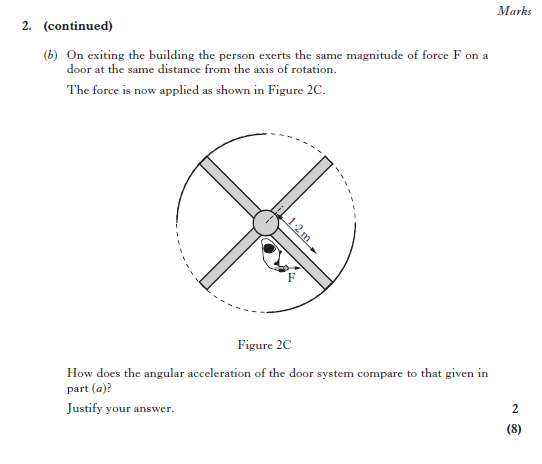 Marks
2. (continued)
(b) On exiting the building the person exerts the same magnitude of force F on a
door at the same distance from the axis of rotation.
The force is now applied as shown in Figure 2C.
1·2 m
F
Figure 2C
How does the angular acceleration of the door system compare to that given in
part (a)?
Justify your answer.
2
(8)